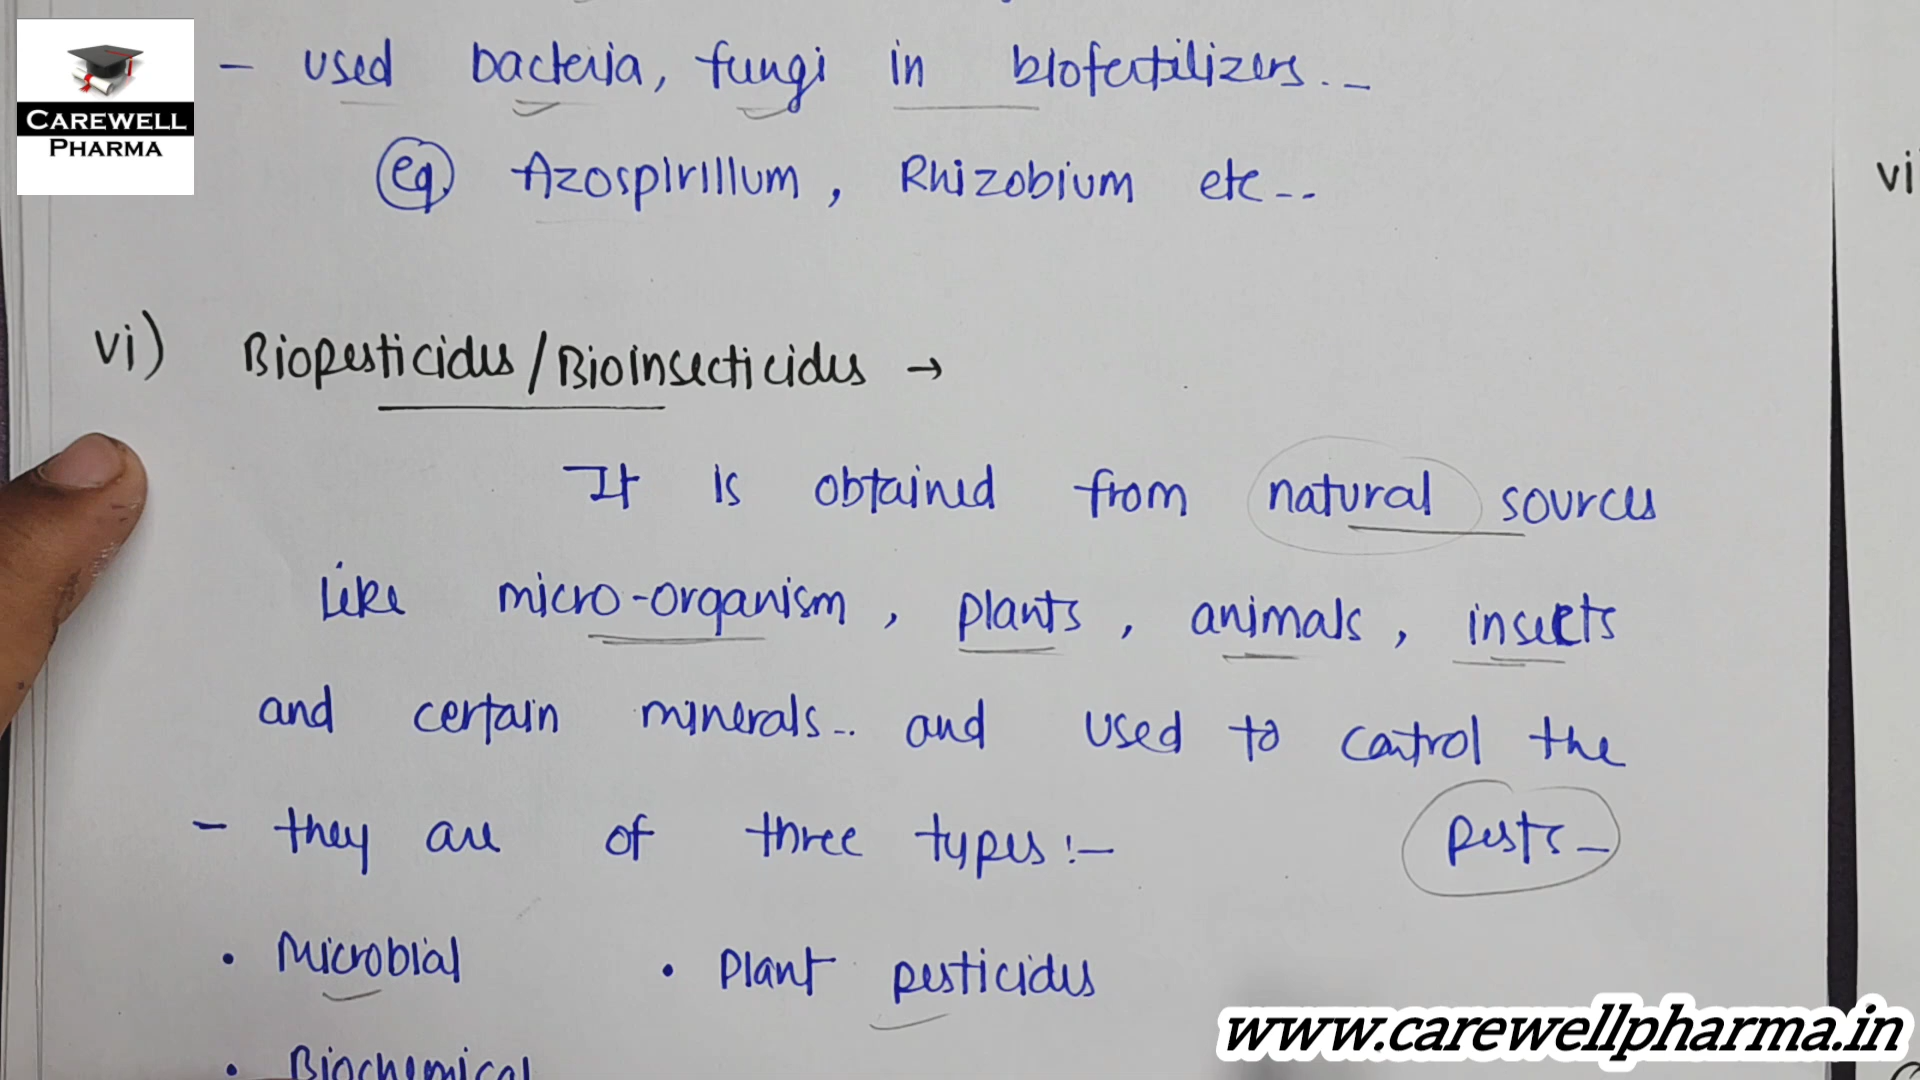 - used bacteria, fungi in biofertilizers..-
eg. Azospirillum, Rhizobium etc--
vi) Biopesticides/Bioinsecticides →
It is obtained from natural sources
like micro-organism, plants, animals, insects
and certain minerals.. and used to control the
pests-
- they are of three types:-
• Microbial • Plant pesticides
• Biochemical
vi
CAREWELL
PHARMA
www.carewellpharma.in